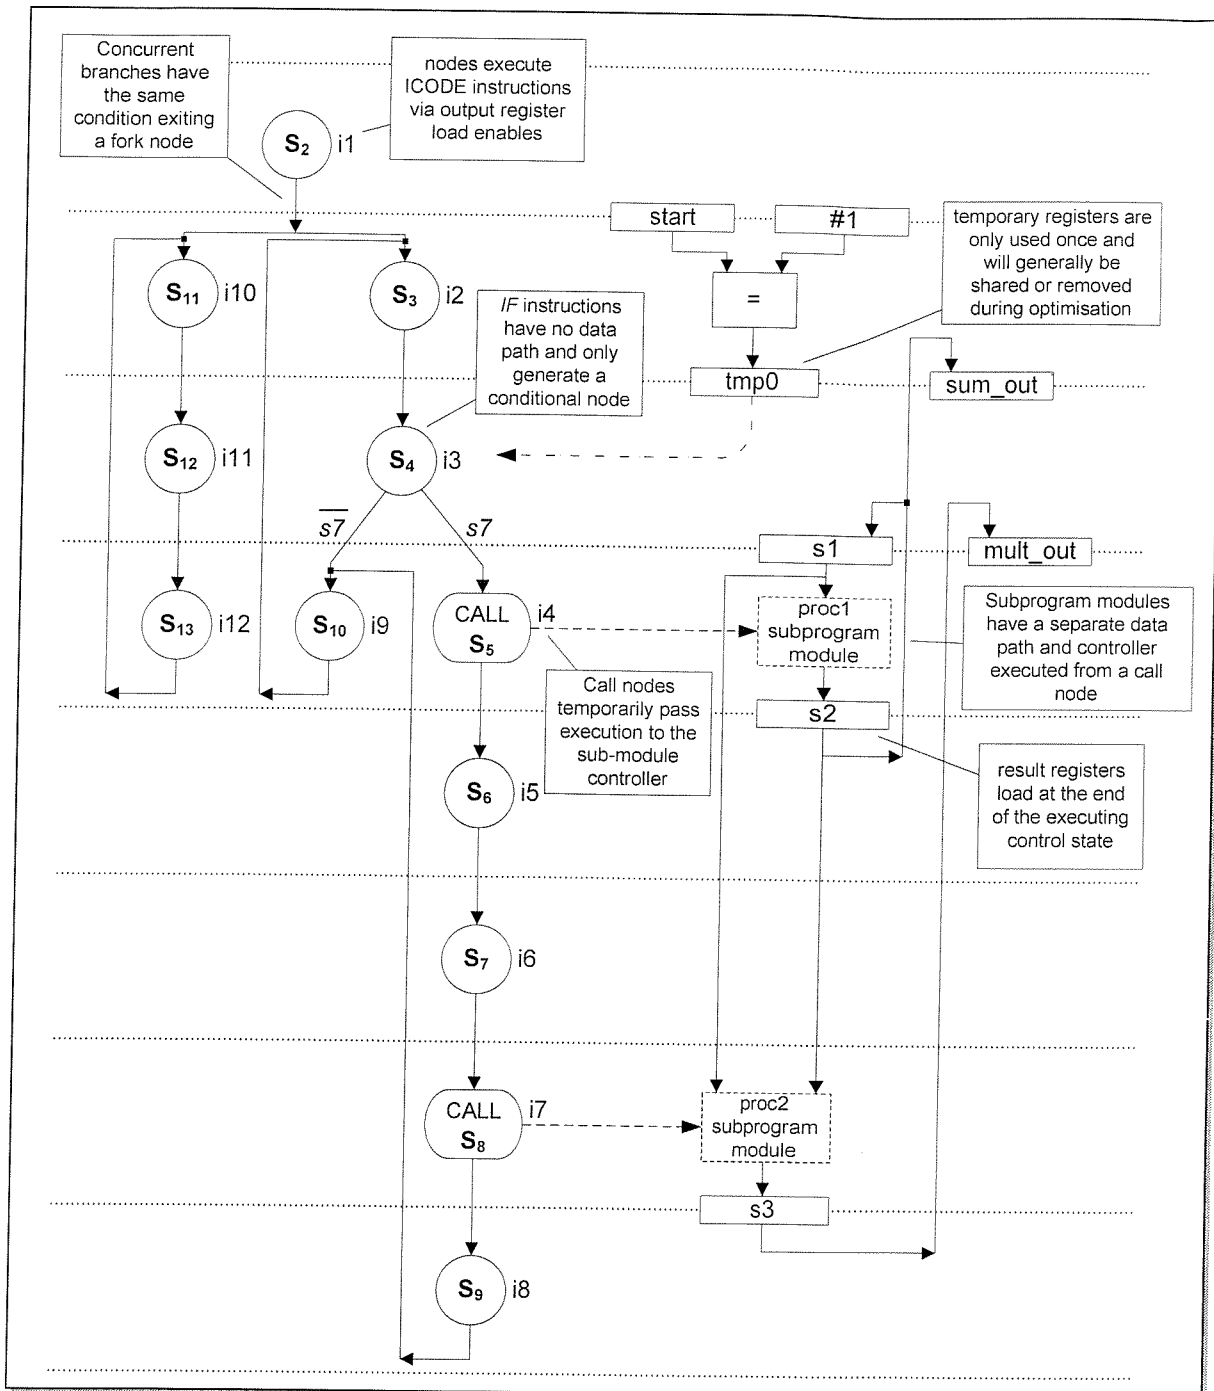 Concurrent
branches have
the same
condition exiting
a fork node
nodes execute
ICODE instructions
via output register
load enables
S2 i1
start
#1
temporary registers are
only used once and
will generally be
shared or removed
during optimisation
S11 i10
S3 i2
=
IF instructions
have no data
path and only
generate a
conditional node
tmp0
sum_out
S12 i11
S4 i3
s7
s7
s1
mult_out
S13 i12
S10 i9
CALL
S5
i4
proc1
subprogram
module
Subprogram modules
have a separate data
path and controller
executed from a call
node
Call nodes
temporarily pass
execution to the
sub-module
controller
s2
S6 i5
result registers
load at the end
of the executing
control state
S7 i6
CALL
S8
i7
proc2
subprogram
module
s3
S9 i8